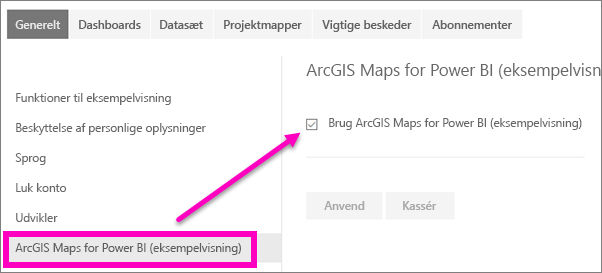 Generelt Dashboards Datasæt Projektmapper Vigtige beskeder Abonnementer
ArcGIS Maps for Power BI (eksempelvisn
Funktioner til eksempelvisning
Beskyttelse af personlige oplysninger
Sprog
Luk konto
Udvikler
ArcGIS Maps for Power BI (eksempelvisning)
Brug ArcGIS Maps for Power BI (eksempelvisning)
Anvend Kassér